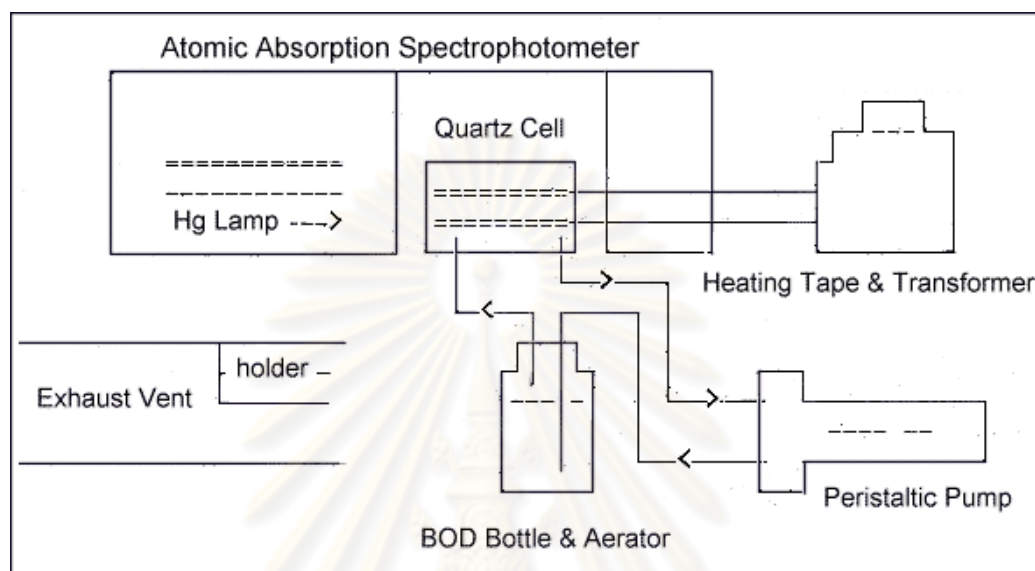 Atomic Absorption Spectrophotometer
Quartz Cell
Hg Lamp
Heating Tape & Transformer
holder
Exhaust Vent
Peristaltic Pump
BOD Bottle & Aerator